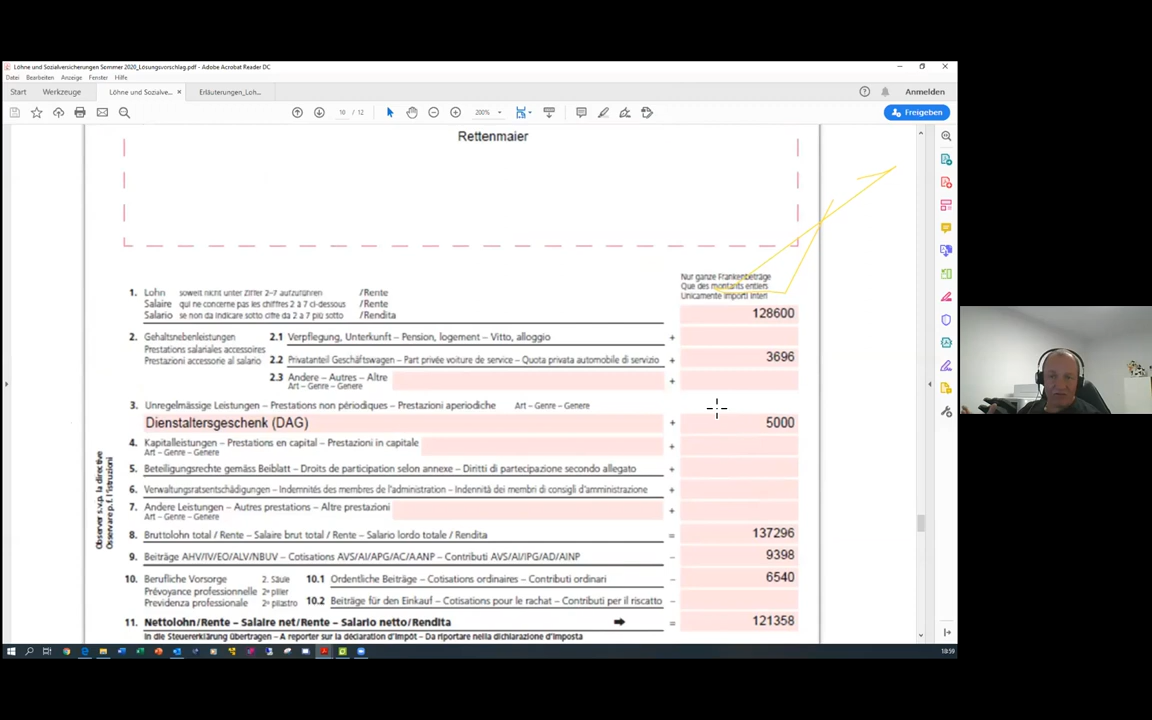 Löhne und Sozialversicherungen Semmer 2020_Lösungsvorschlag.pdf - Adobe Acrobat Reader DC
Datei Bearbeiten Anzeige Fenster Hilfe
Start Werkzeuge Löhne und Sozialve... × Erläuterungen_Loh... Anmelden
10 / 12 200% Freigeben
Rettenmaier
Nur ganze Frankenbeträge
Que des montants entiers
Unicamente importi interi
1. Lohn soweit nicht unter Ziffer 2–7 aufzuführen /Rente
Salaire qui ne concerne pas les chiffres 2 à 7 ci-dessous /Rente
Salario se non da indicare sotto cifre da 2 a 7 più sotto /Rendita
128600
2. Gehaltsnebenleistungen 2.1 Verpflegung, Unterkunft – Pension, logement – Vitto, alloggio +
Prestations salariales accessoires
Prestazioni accessorie al salario 2.2 Privatanteil Geschäftswagen – Part privée voiture de service – Quota privata automobile di servizio + 3696
2.3 Andere – Autres – Altre
Art – Genre – Genere +
3. Unregelmässige Leistungen – Prestations non périodiques – Prestazioni aperiodiche Art – Genre – Genere
Dienstaltersgeschenk (DAG) + 5000
4. Kapitalleistungen – Prestations en capital – Prestazioni in capitale +
Art – Genre – Genere
5. Beteiligungsrechte gemäss Beiblatt – Droits de participation selon annexe – Diritti di partecipazione secondo allegato +
6. Verwaltungsratsentschädigungen – Indemnités des membres de l'administration – Indennità dei membri di consigli d'amministrazione +
7. Andere Leistungen – Autres prestations – Altre prestazioni +
Art – Genre – Genere
8. Bruttolohn total / Rente – Salaire brut total / Rente – Salario lordo totale / Rendita = 137296
9. Beiträge AHV/IV/EO/ALV/NBUV – Cotisations AVS/AI/APG/AC/AANP – Contributi AVS/AI/IPG/AD/AINP – 9398
10. Berufliche Vorsorge 2. Säule 10.1 Ordentliche Beiträge – Cotisations ordinaires – Contributi ordinari – 6540
Prévoyance professionnelle 2e pilier
Previdenza professionale 2o pilastro 10.2 Beiträge für den Einkauf – Cotisations pour le rachat – Contributi per il riscatto –
11. Nettolohn/Rente – Salaire net/Rente – Salario netto/Rendita = 121358
In die Steuererklärung übertragen – A reporter sur la déclaration d'impôt – Da riportare nella dichiarazione d'imposta
Observer s.v.p. la directive
Osservare p. f. l'istruzioni
18:59